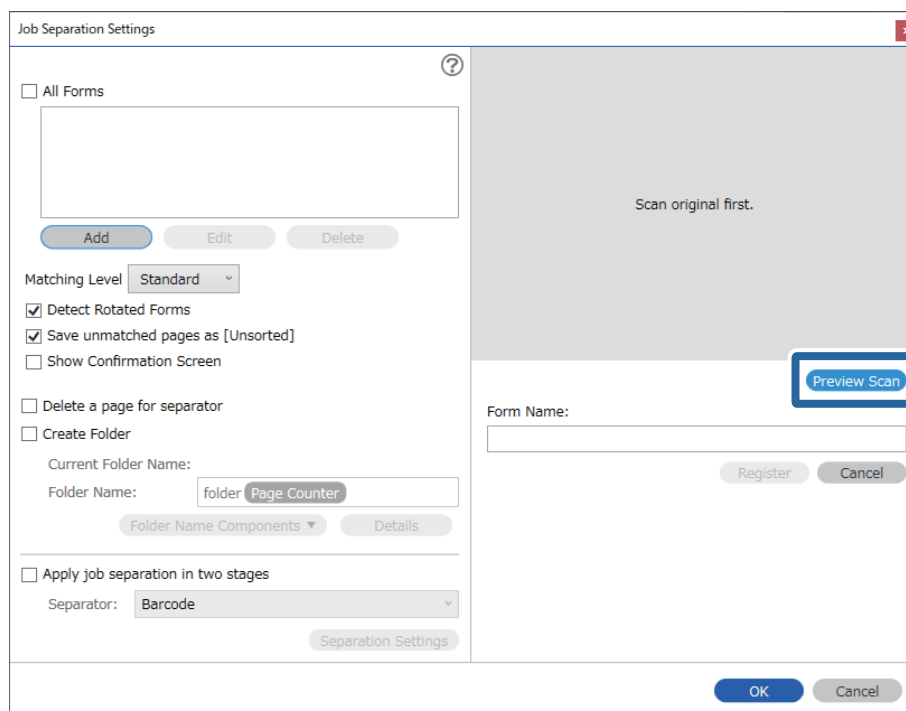 Job Separation Settings
?
All Forms
Add Edit Delete
Matching Level Standard
Detect Rotated Forms
Save unmatched pages as [Unsorted]
Show Confirmation Screen
Delete a page for separator
Create Folder
Current Folder Name:
Folder Name: folder Page Counter
Folder Name Components Details
Apply job separation in two stages
Separator: Barcode
Separation Settings
Scan original first.
Preview Scan
Form Name:
Register Cancel
OK Cancel